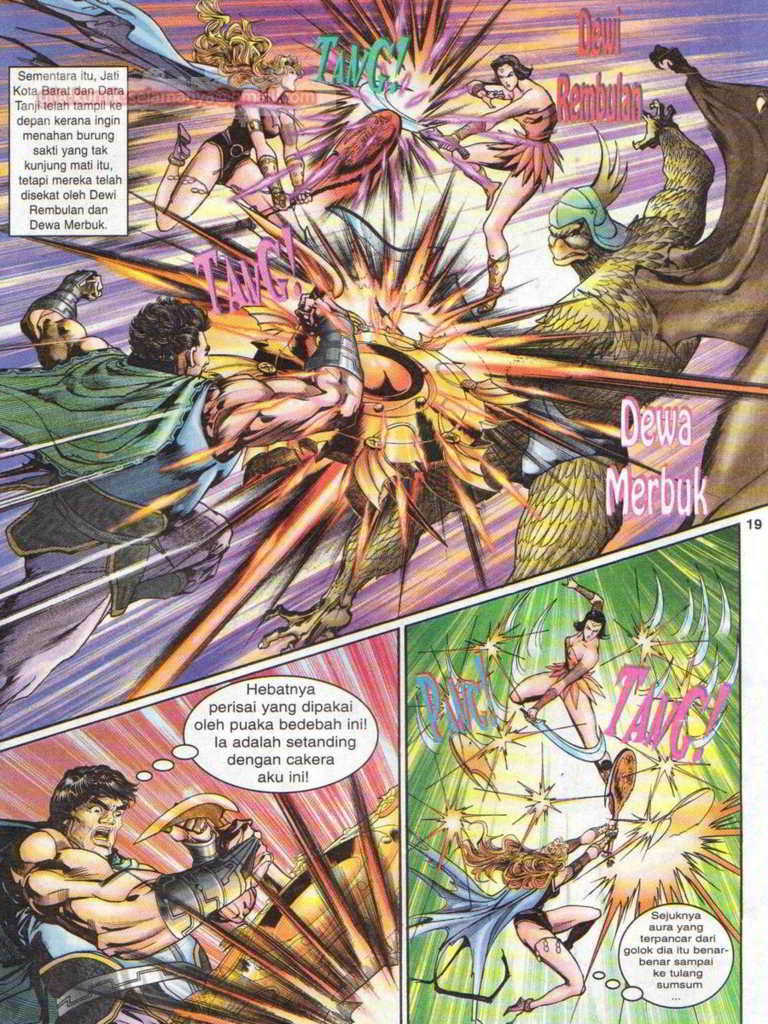 Sementara itu, Jati
Kota Barat dan Dara
Tanji telah tampil ke
depan kerana ingin
menahan burung
sakti yang tak
kunjung mati itu,
tetapi mereka telah
disekat oleh Dewi
Rembulan dan
Dewa Merbuk.
TANG!
Dewi
Rembulan
TANG!
Dewa
Merbuk
19
Hebatnya
perisai yang dipakai
oleh puaka bedebah ini!
Ia adalah setanding
dengan cakera
aku ini!
PANG!
TANG!
Sejuknya
aura yang
terpancar dari
golok dia itu benar-
benar sampai
ke tulang
sumsum
...